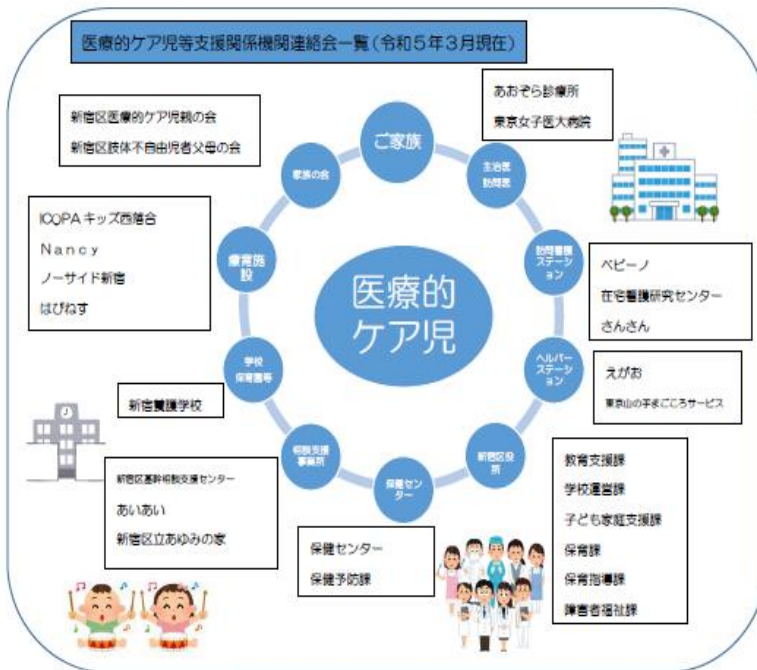 医療的ケア児等支援関係機関連絡会一覧(令和5年3月現在)
新宿区医療的ケア児親の会
新宿区肢体不自由児者父母の会
あおぞら診療所
東京女子医大病院
ご家族
家族の会
主治医
訪問医
ICOPAキッズ西落合
Nancy
ノーサイド新宿
はぴねす
療育施
設
訪問看護
ステーシ
ョン
ベビーノ
在宅看護研究センター
さんさん
医療的
ケア児
学校
保育園等
ヘルパー
ステーシ
ョン
えがお
東京山の手まごころサービス
新宿養護学校
相談支援
事業所
新宿区役
所
保健セン
ター
新宿区基幹相談支援センター
あいあい
新宿区立あゆみの家
保健センター
保健予防課
教育支援課
学校運営課
子ども家庭支援課
保育課
保育指導課
障害者福祉課